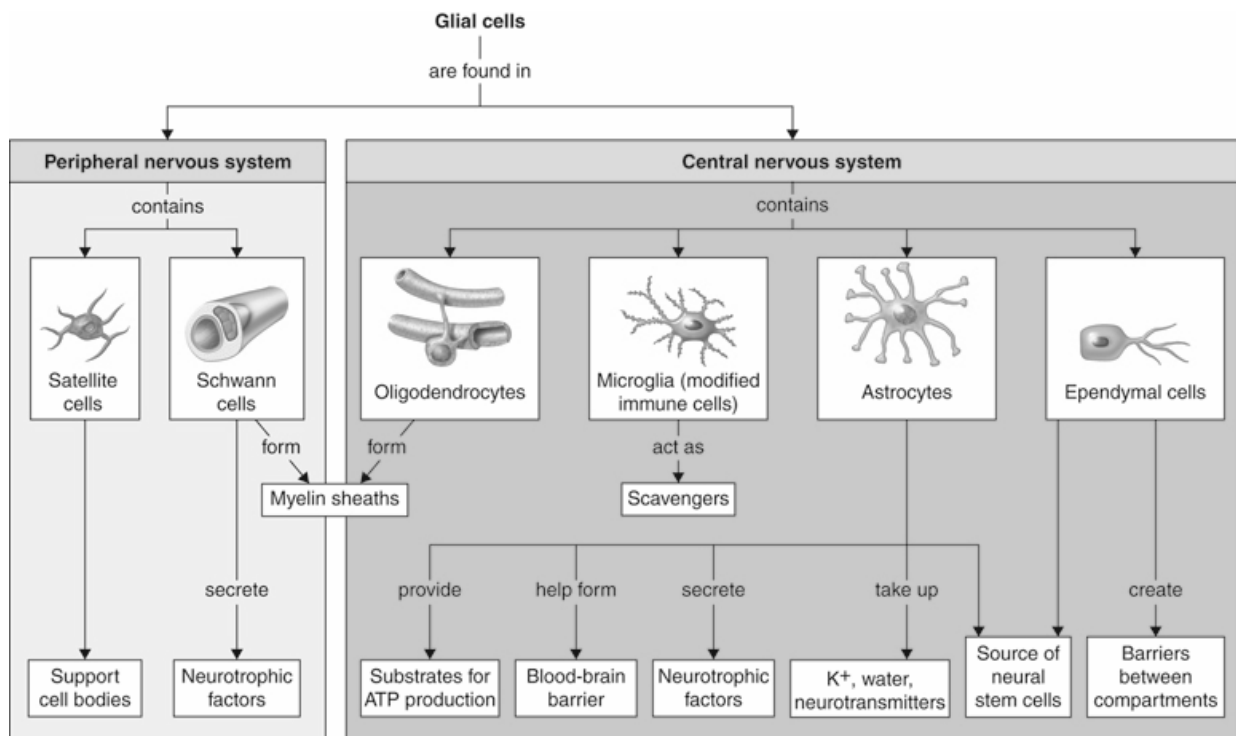 Glial cells
are found in
Peripheral nervous system
Central nervous system
contains
contains
Satellite
cells
Schwann
cells
Oligodendrocytes
Microglia (modified
immune cells)
Astrocytes
Ependymal cells
form
form
act as
Myelin sheaths
Scavengers
secrete
provide
help form
secrete
take up
create
Support
cell bodies
Neurotrophic
factors
Substrates for
ATP production
Blood-brain
barrier
Neurotrophic
factors
K+, water,
neurotransmitters
Source of
neural
stem cells
Barriers
between
compartments